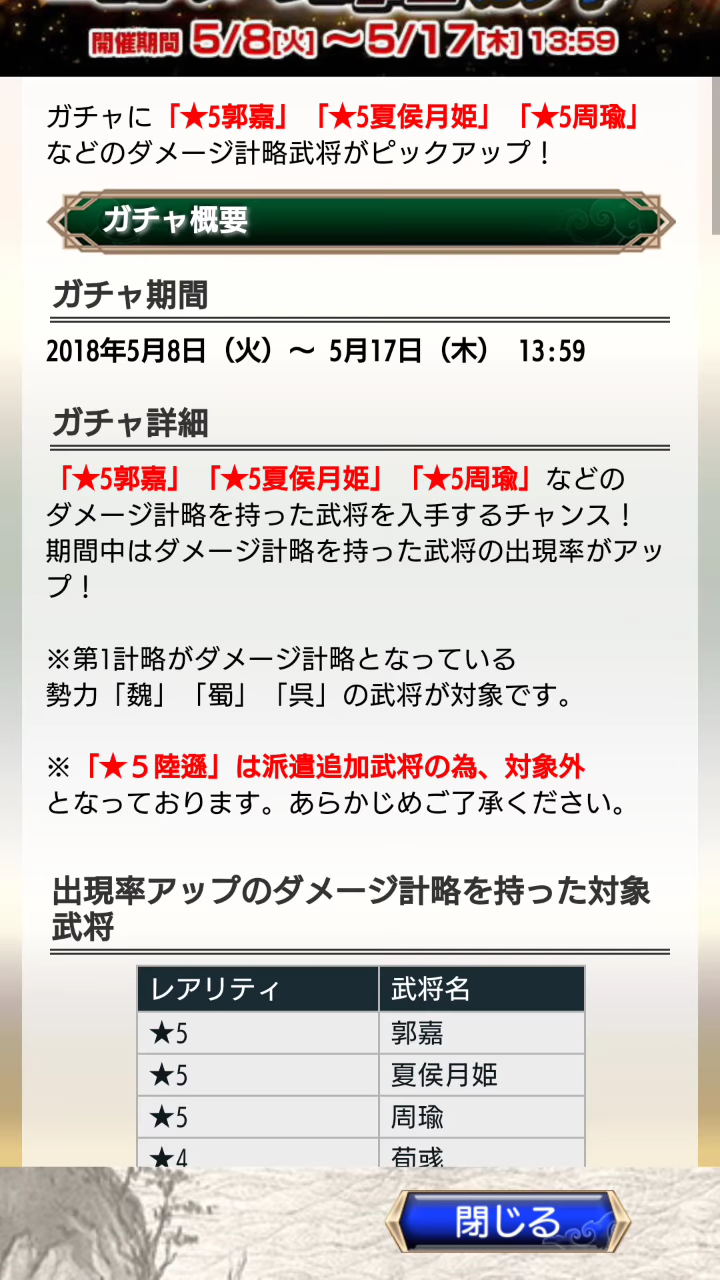 開催期間 5/8[火]～5/17[木] 13:59
ガチャに「★5郭嘉」「★5夏侯月姫」「★5周瑜」
などのダメージ計略武将がピックアップ！
ガチャ概要
ガチャ期間
2018年5月8日（火）～ 5月17日（木） 13:59
ガチャ詳細
「★5郭嘉」「★5夏侯月姫」「★5周瑜」などの
ダメージ計略を持った武将を入手するチャンス！
期間中はダメージ計略を持った武将の出現率がアッ
プ！
※第1計略がダメージ計略となっている
勢力「魏」「蜀」「呉」の武将が対象です。
※「★５陸遜」は派遣追加武将の為、対象外
となっております。あらかじめご了承ください。
出現率アップのダメージ計略を持った対象
武将
レアリティ 武将名
★5 郭嘉
★5 夏侯月姫
★5 周瑜
★4 荀彧
閉じる